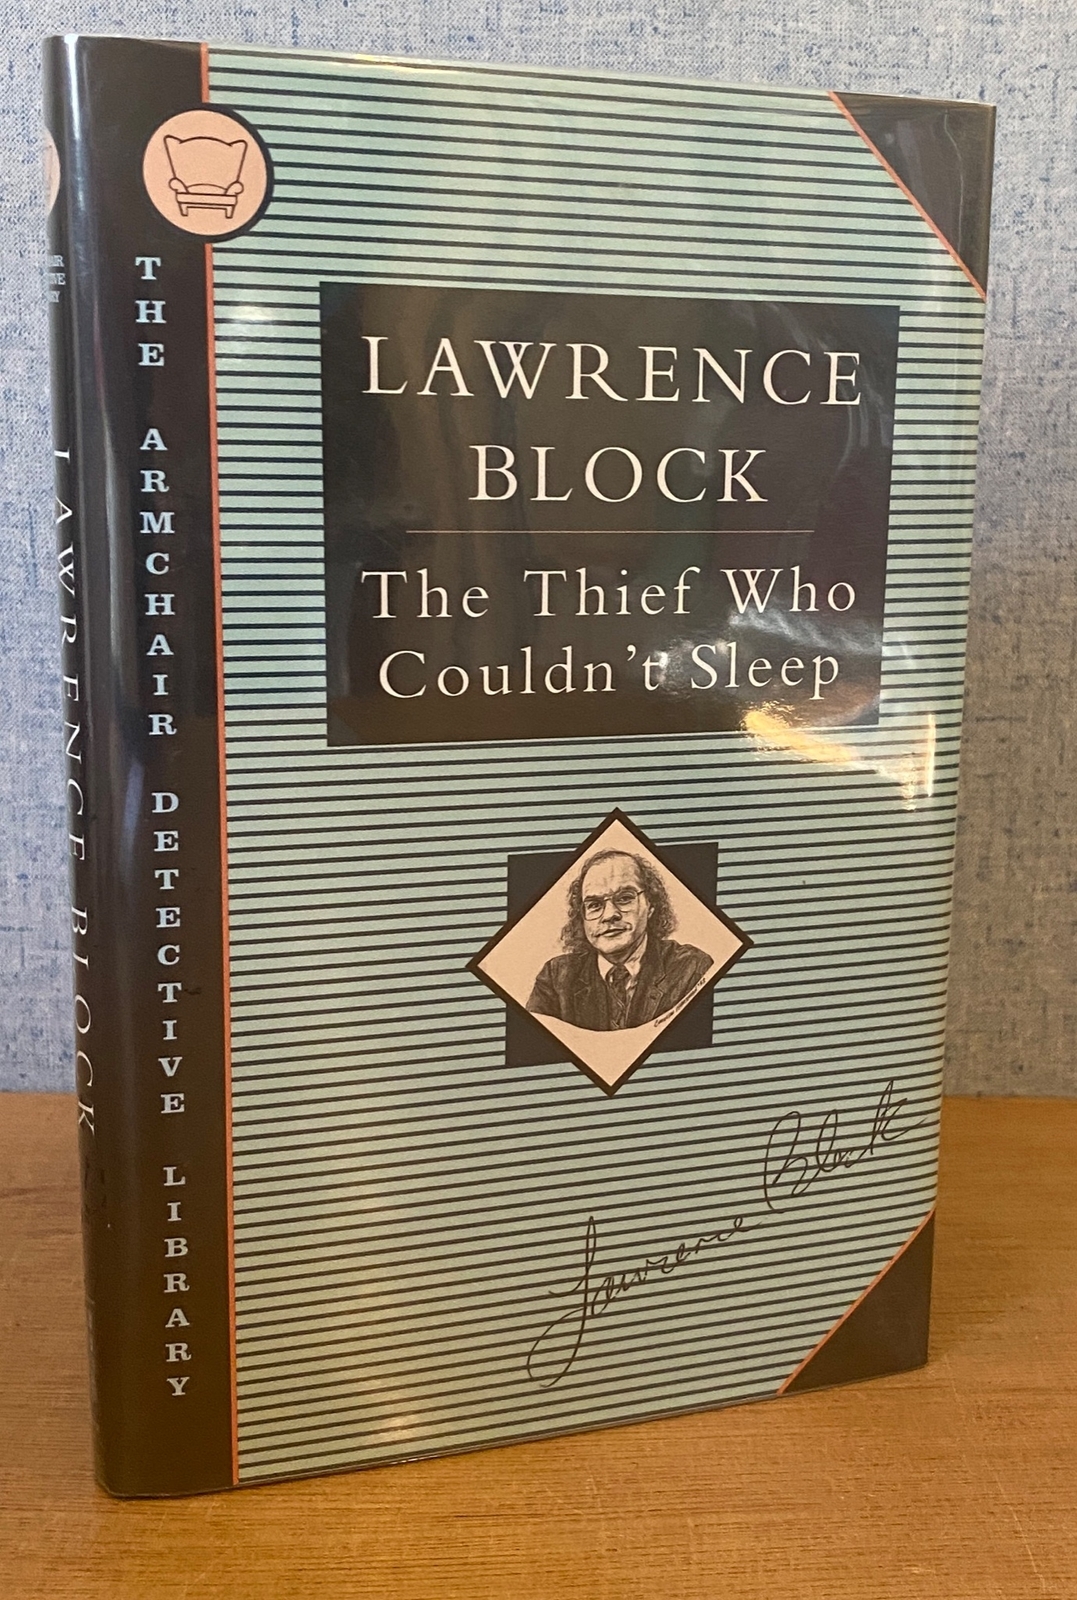 THE ARMCHAIR DETECTIVE LIBRARY
LAWRENCE
BLOCK
The Thief Who
Couldn't Sleep
Lawrence Block
LAWRENCE BLOCK